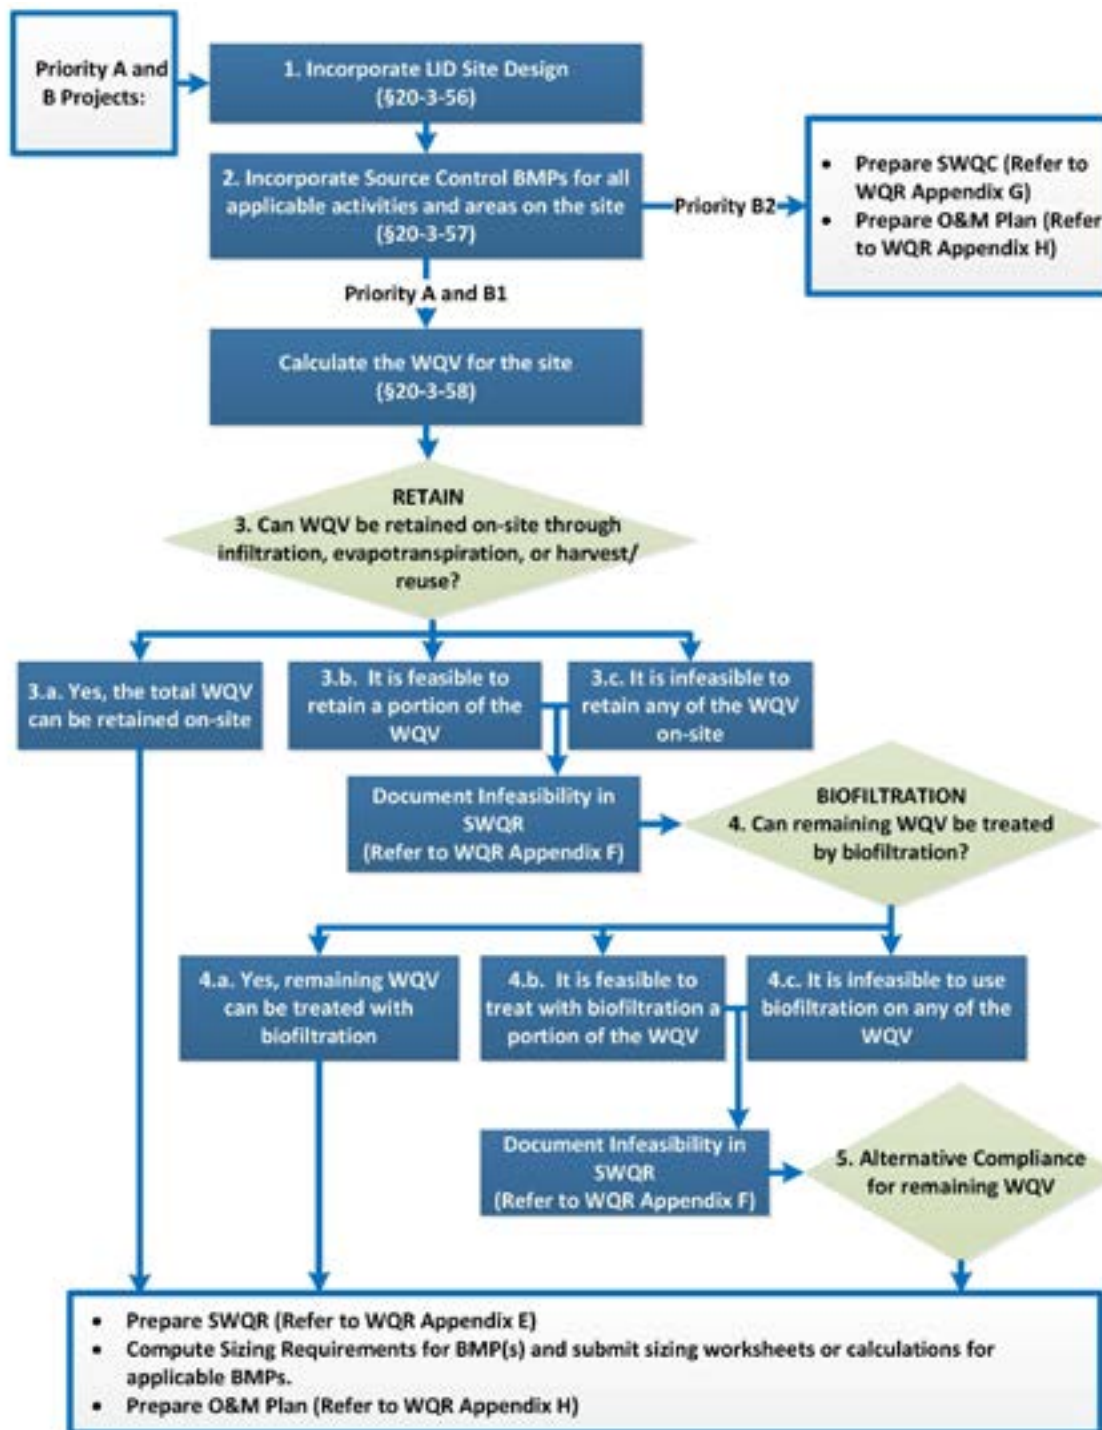 Priority A and
B Projects:
1. Incorporate LID Site Design
(§20-3-56)
2. Incorporate Source Control BMPs for all
applicable activities and areas on the site
(§20-3-57)
Priority B2
• Prepare SWQC (Refer to
WQR Appendix G)
• Prepare O&M Plan (Refer
to WQR Appendix H)
Priority A and B1
Calculate the WQV for the site
(§20-3-58)
RETAIN
3. Can WQV be retained on-site through
infiltration, evapotranspiration, or harvest/
reuse?
3.a. Yes, the total WQV
can be retained on-site
3.b. It is feasible to
retain a portion of the
WQV
3.c. It is infeasible to
retain any of the WQV
on-site
Document Infeasibility in
SWQR
(Refer to WQR Appendix F)
BIOFILTRATION
4. Can remaining WQV be treated
by biofiltration?
4.a. Yes, remaining WQV
can be treated with
biofiltration
4.b. It is feasible to
treat with biofiltration a
portion of the WQV
4.c. It is infeasible to use
biofiltration on any of the
WQV
Document Infeasibility in
SWQR
(Refer to WQR Appendix F)
5. Alternative Compliance
for remaining WQV
• Prepare SWQR (Refer to WQR Appendix E)
• Compute Sizing Requirements for BMP(s) and submit sizing worksheets or calculations for
applicable BMPs.
• Prepare O&M Plan (Refer to WQR Appendix H)